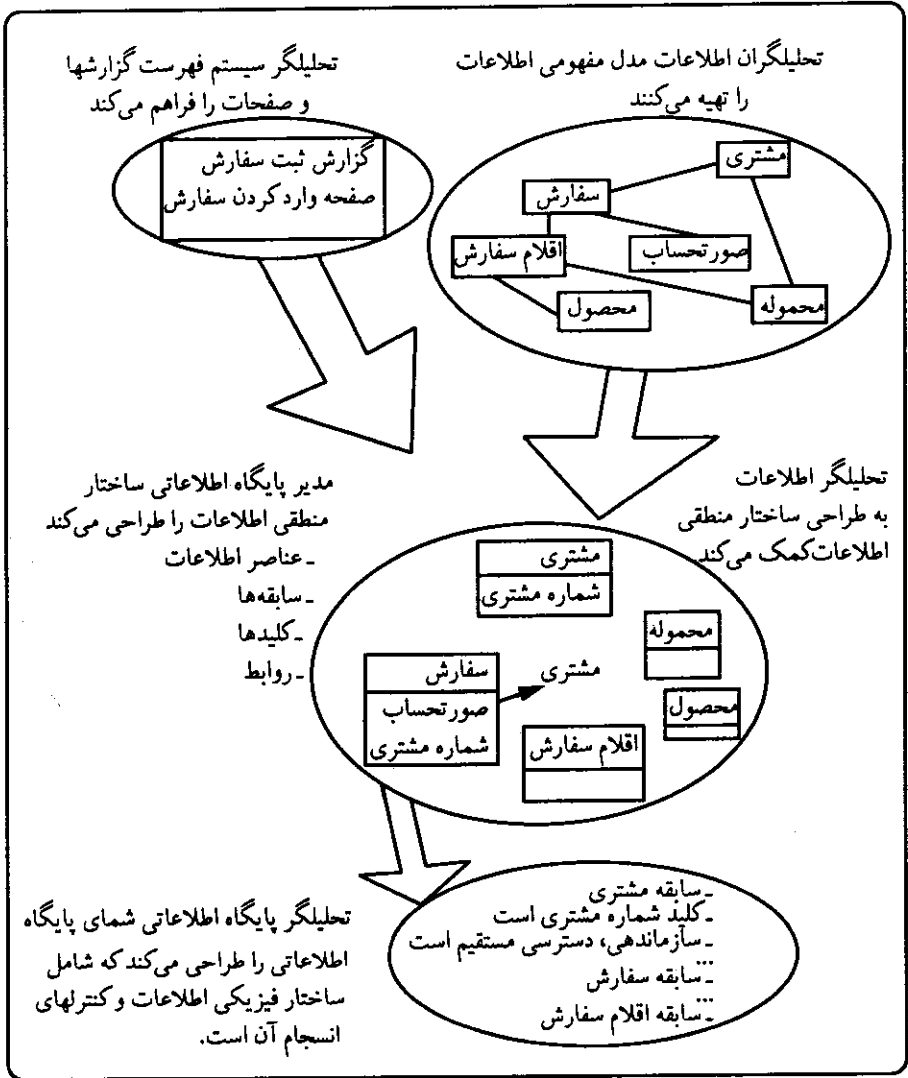 تحلیلگران اطلاعات مدل مفهومی اطلاعات
را تهیه می‌کنند
تحلیلگر سیستم فهرست گزارشها
و صفحات را فراهم می‌کند
مشتری
سفارش
اقلام سفارش
صورتحساب
محصول
محموله
گزارش ثبت سفارش
صفحه وارد کردن سفارش
تحلیلگر اطلاعات
به طراحی ساختار منطقی
اطلاعات کمک می‌کند
مدیر پایگاه اطلاعاتی ساختار
منطقی اطلاعات را طراحی می‌کند
ـ عناصر اطلاعات
ـ سابقه‌ها
ـ کلیدها
ـ روابط
مشتری
شماره مشتری
محموله
مشتری
سفارش
صورتحساب
شماره مشتری
محصول
اقلام سفارش
ـ سابقه مشتری
ـ کلید شماره مشتری است
ـ سازماندهی، دسترسی مستقیم است
...
ـ سابقه سفارش
...
ـ سابقه اقلام سفارش
تحلیلگر پایگاه اطلاعاتی شمای پایگاه
اطلاعاتی را طراحی می‌کند که شامل
ساختار فیزیکی اطلاعات و کنترلهای
انسجام آن است.